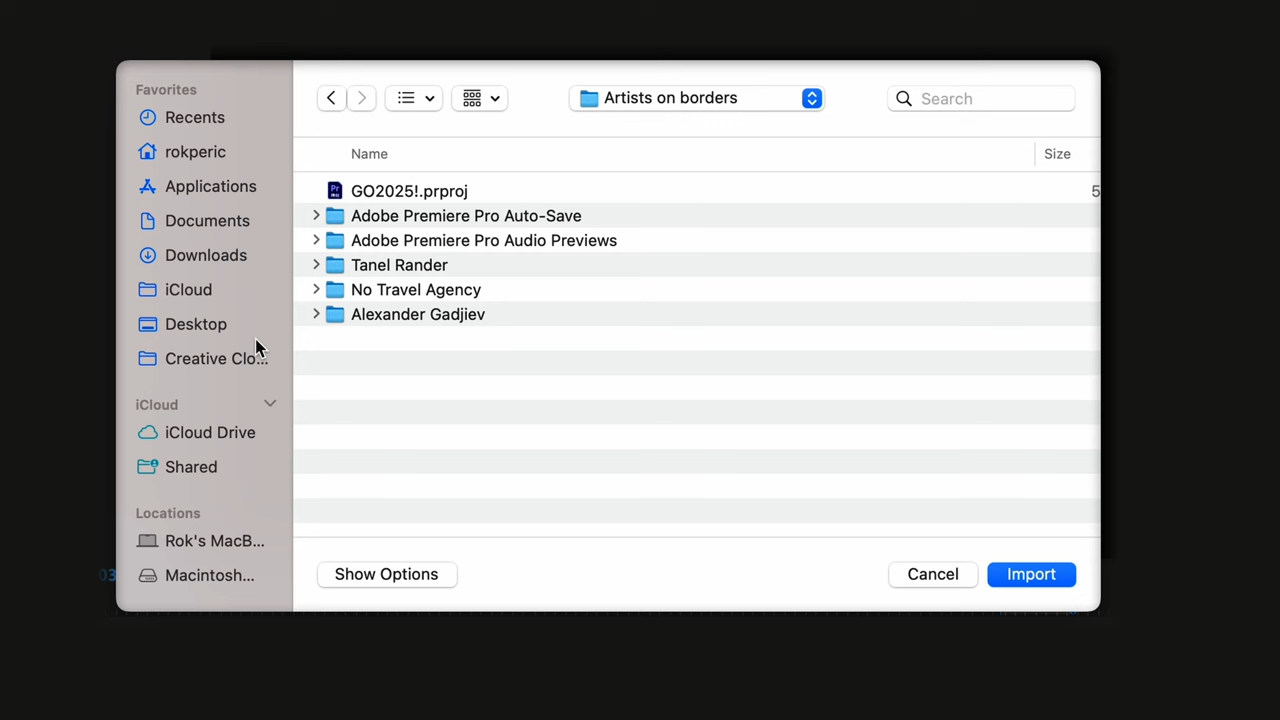 Favorites
Recents
rokperic
Applications
Documents
Downloads
iCloud
Desktop
Creative Clo...
iCloud
iCloud Drive
Shared
Locations
Rok's MacB...
Macintosh...
Artists on borders
Search
Name
Size
GO2025!.prproj
5
Adobe Premiere Pro Auto-Save
Adobe Premiere Pro Audio Previews
Tanel Rander
No Travel Agency
Alexander Gadjiev
Show Options
Cancel
Import
03